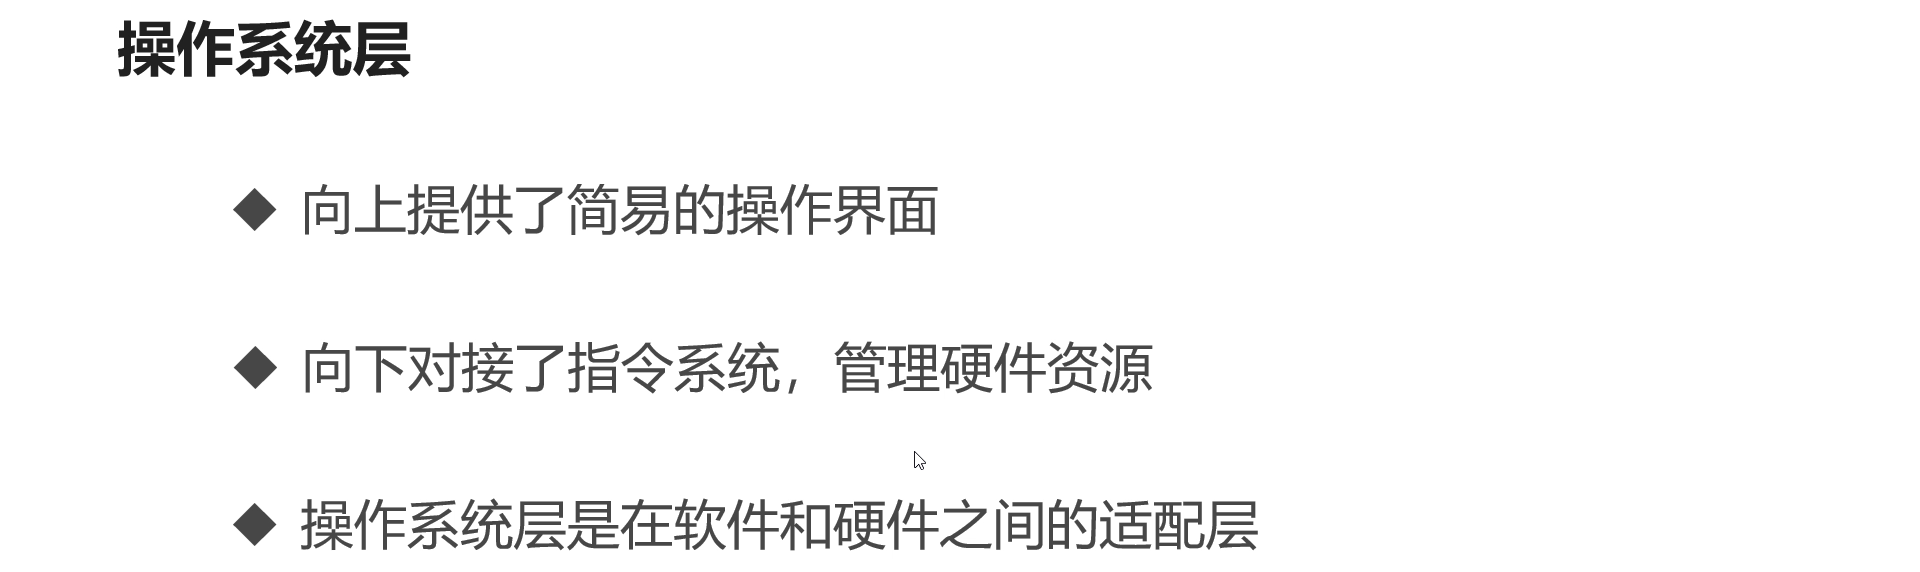 操作系统层
◆ 向上提供了简易的操作界面
◆ 向下对接了指令系统，管理硬件资源
◆ 操作系统层是在软件和硬件之间的适配层